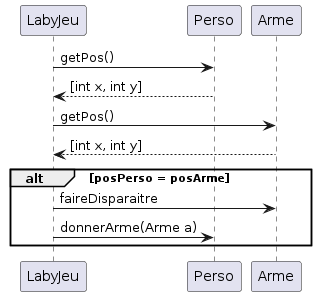 LabyJeu Perso Arme
getPos()
[int x, int y]
getPos()
[int x, int y]
alt [posPerso = posArme]
faireDisparaitre
donnerArme(Arme a)
LabyJeu Perso Arme